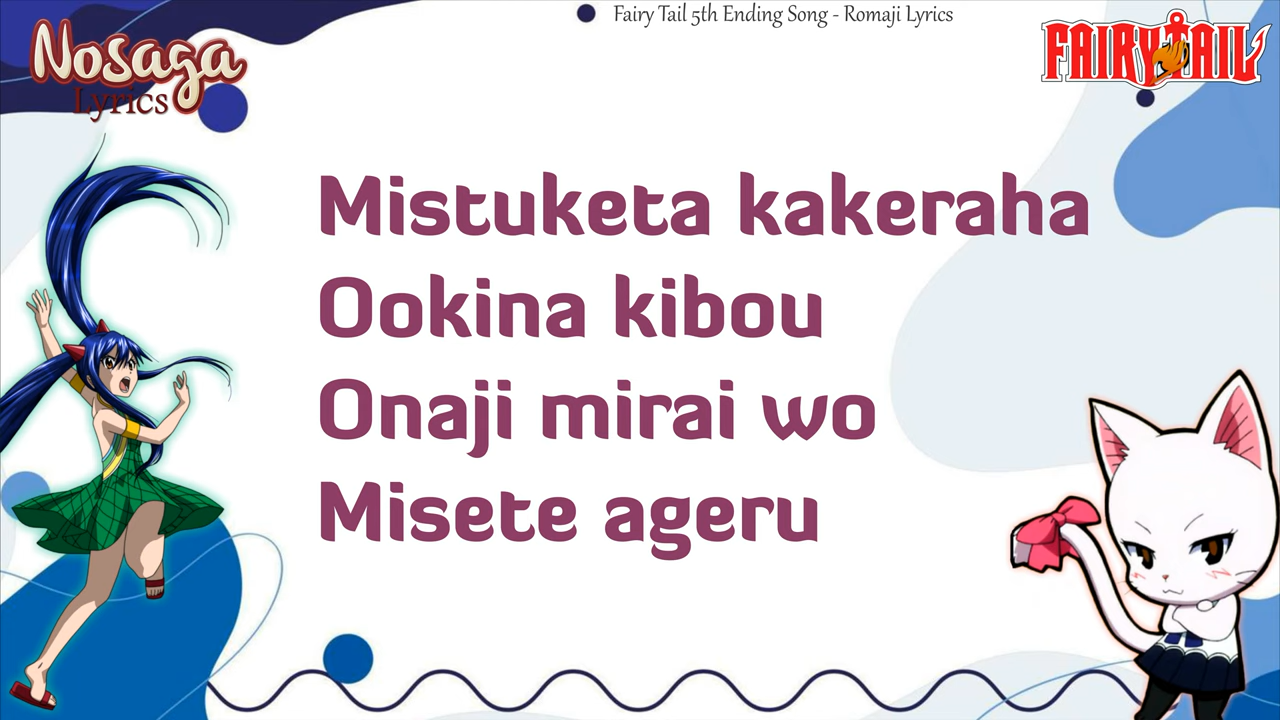 Fairy Tail 5th Ending Song - Romaji Lyrics
Nosaga
Lyrics
FAIRY TAIL
Mistuketa kakeraha
Ookina kibou
Onaji mirai wo
Misete ageru